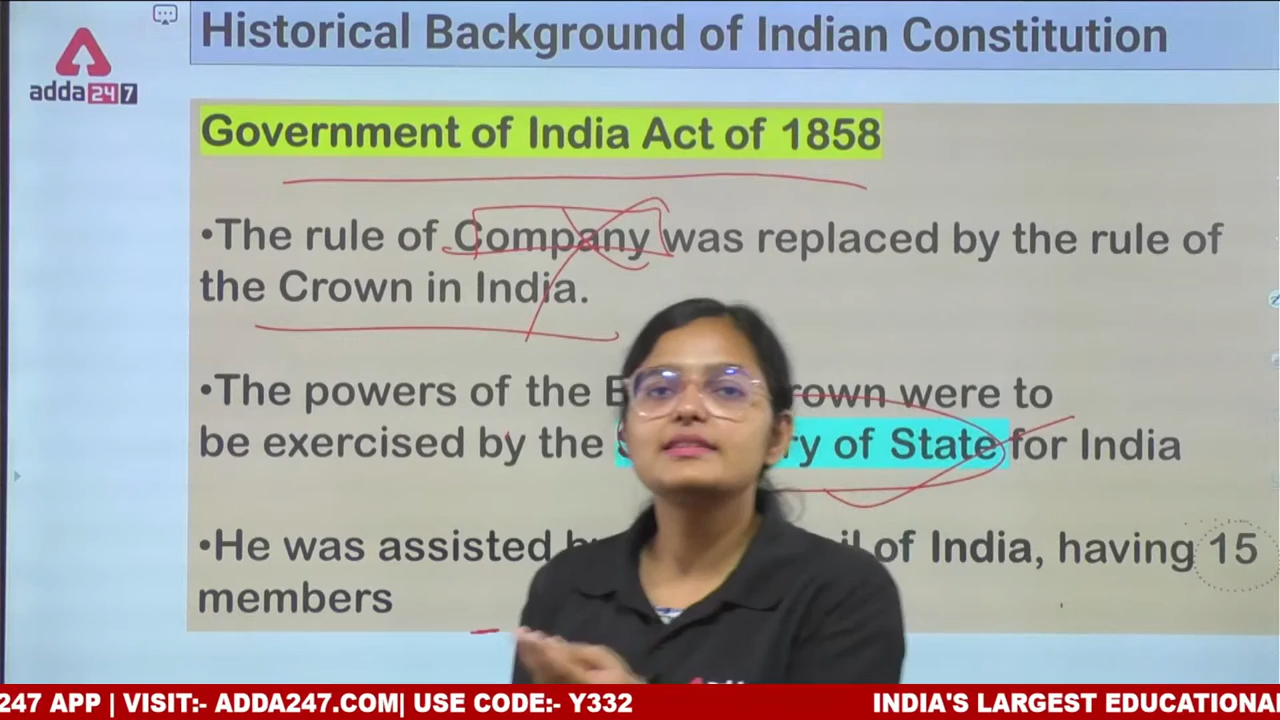 Historical Background of Indian Constitution
adda247
Government of India Act of 1858
•The rule of Company was replaced by the rule of
the Crown in India.
•The powers of the rown were to
be exercised by the ry of State for India
•He was assisted il of India, having 15
members
247 APP | VISIT:- ADDA247.COM| USE CODE:- Y332 INDIA'S LARGEST EDUCATIONA